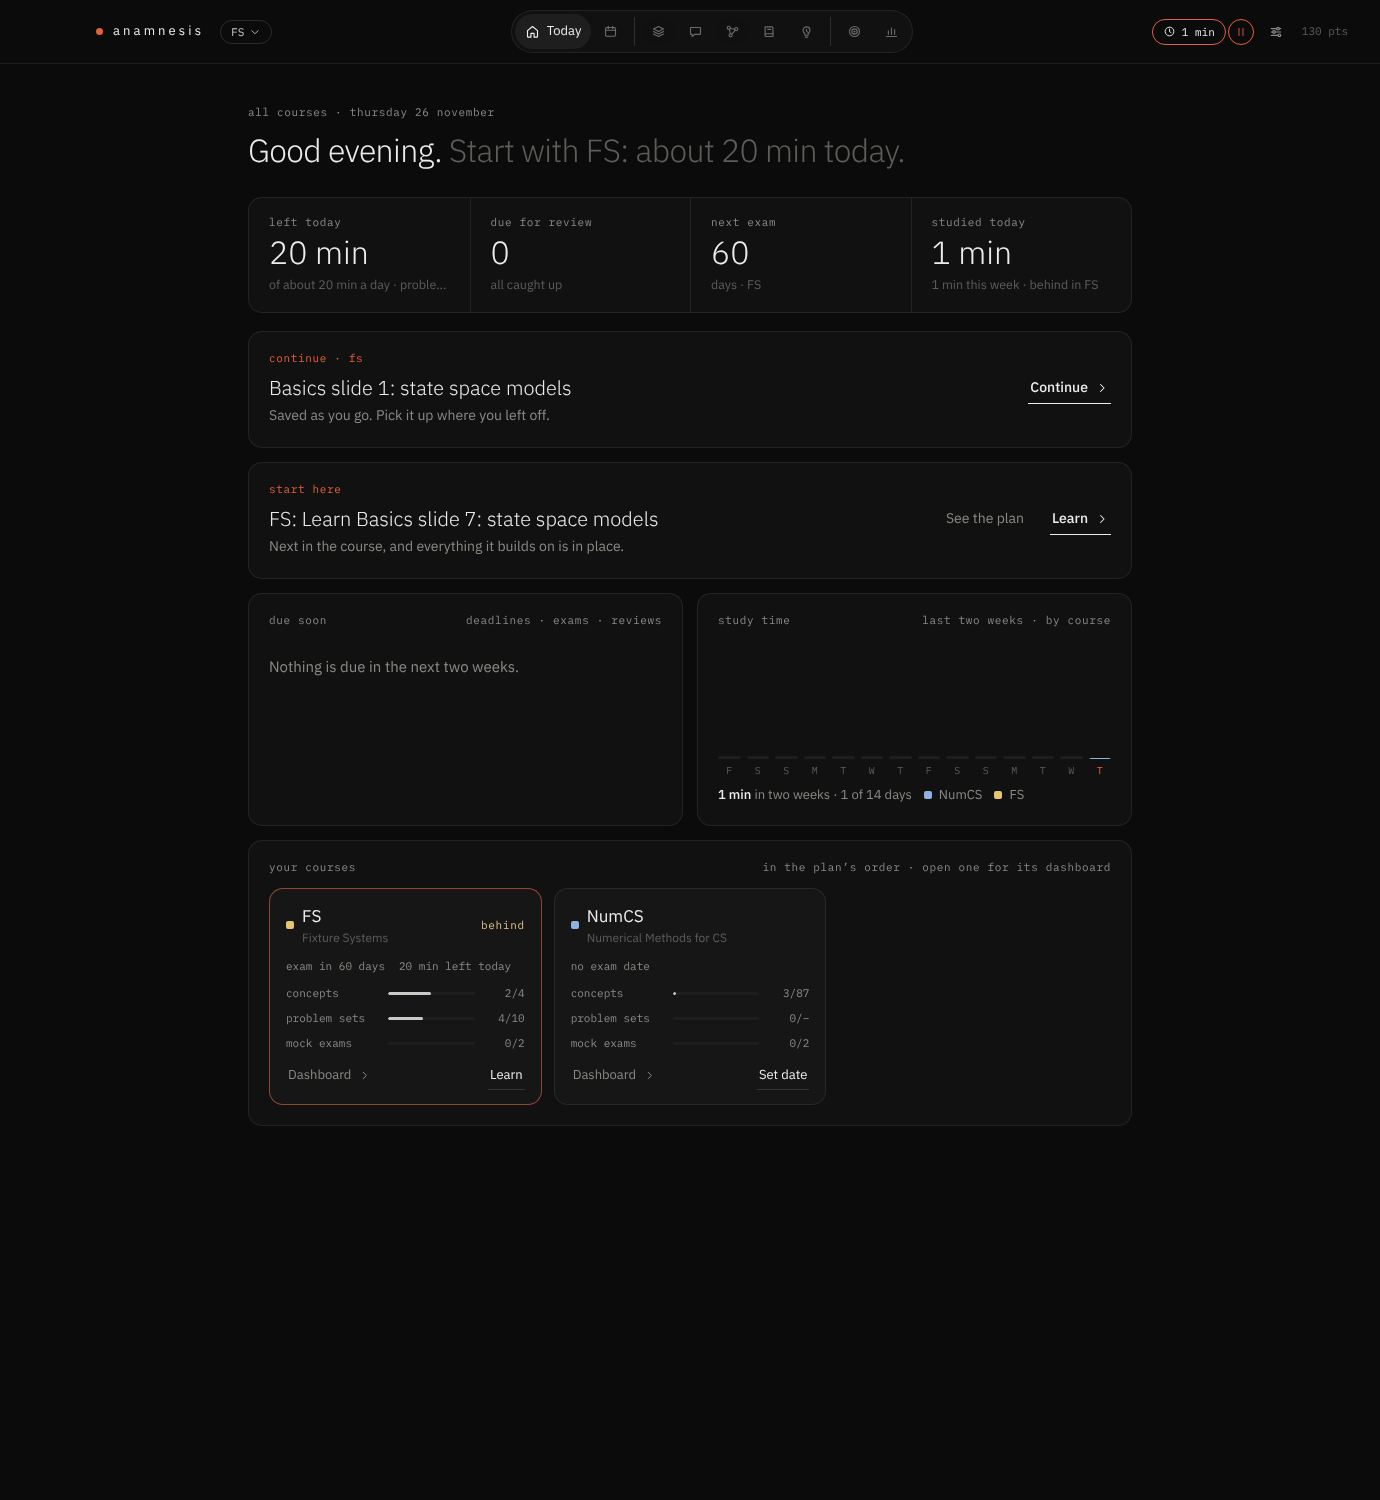 anamnesis FS Today 1 min 130 pts
all courses · thursday 26 november
Good evening. Start with FS: about 20 min today.
left today
20 min
of about 20 min a day · proble…
due for review
0
all caught up
next exam
60
days · FS
studied today
1 min
1 min this week · behind in FS
continue · fs
Basics slide 1: state space models
Saved as you go. Pick it up where you left off.
Continue
start here
FS: Learn Basics slide 7: state space models
Next in the course, and everything it builds on is in place.
See the plan Learn
due soon deadlines · exams · reviews
Nothing is due in the next two weeks.
study time last two weeks · by course
F S S M T W T F S S M T W T
1 min in two weeks · 1 of 14 days NumCS FS
your courses in the plan’s order · open one for its dashboard
FS
Fixture Systems
behind
exam in 60 days 20 min left today
concepts 2/4
problem sets 4/10
mock exams 0/2
Dashboard Learn
NumCS
Numerical Methods for CS
no exam date
concepts 3/87
problem sets 0/–
mock exams 0/2
Dashboard Set date